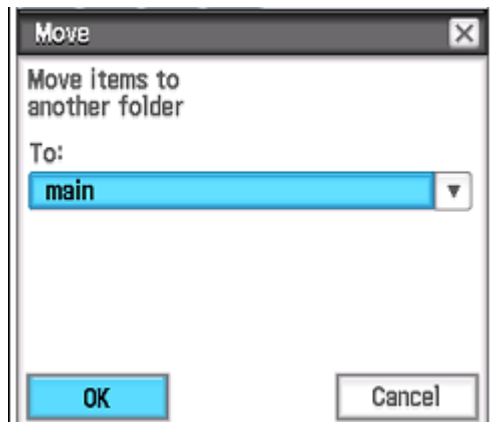 Move
Move items to
another folder
To:
main
OK
Cancel